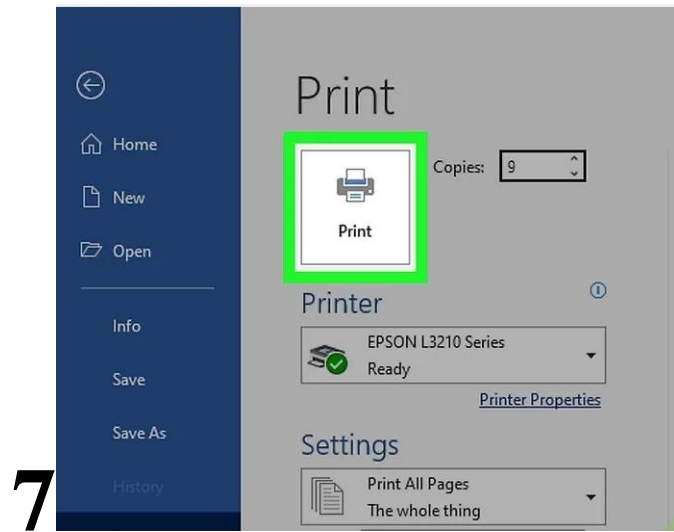 Print
Home
New
Open
Info
Save
Save As
History
Copies: 9
Print
Printer
EPSON L3210 Series
Ready
Printer Properties
Settings
Print All Pages
The whole thing
7